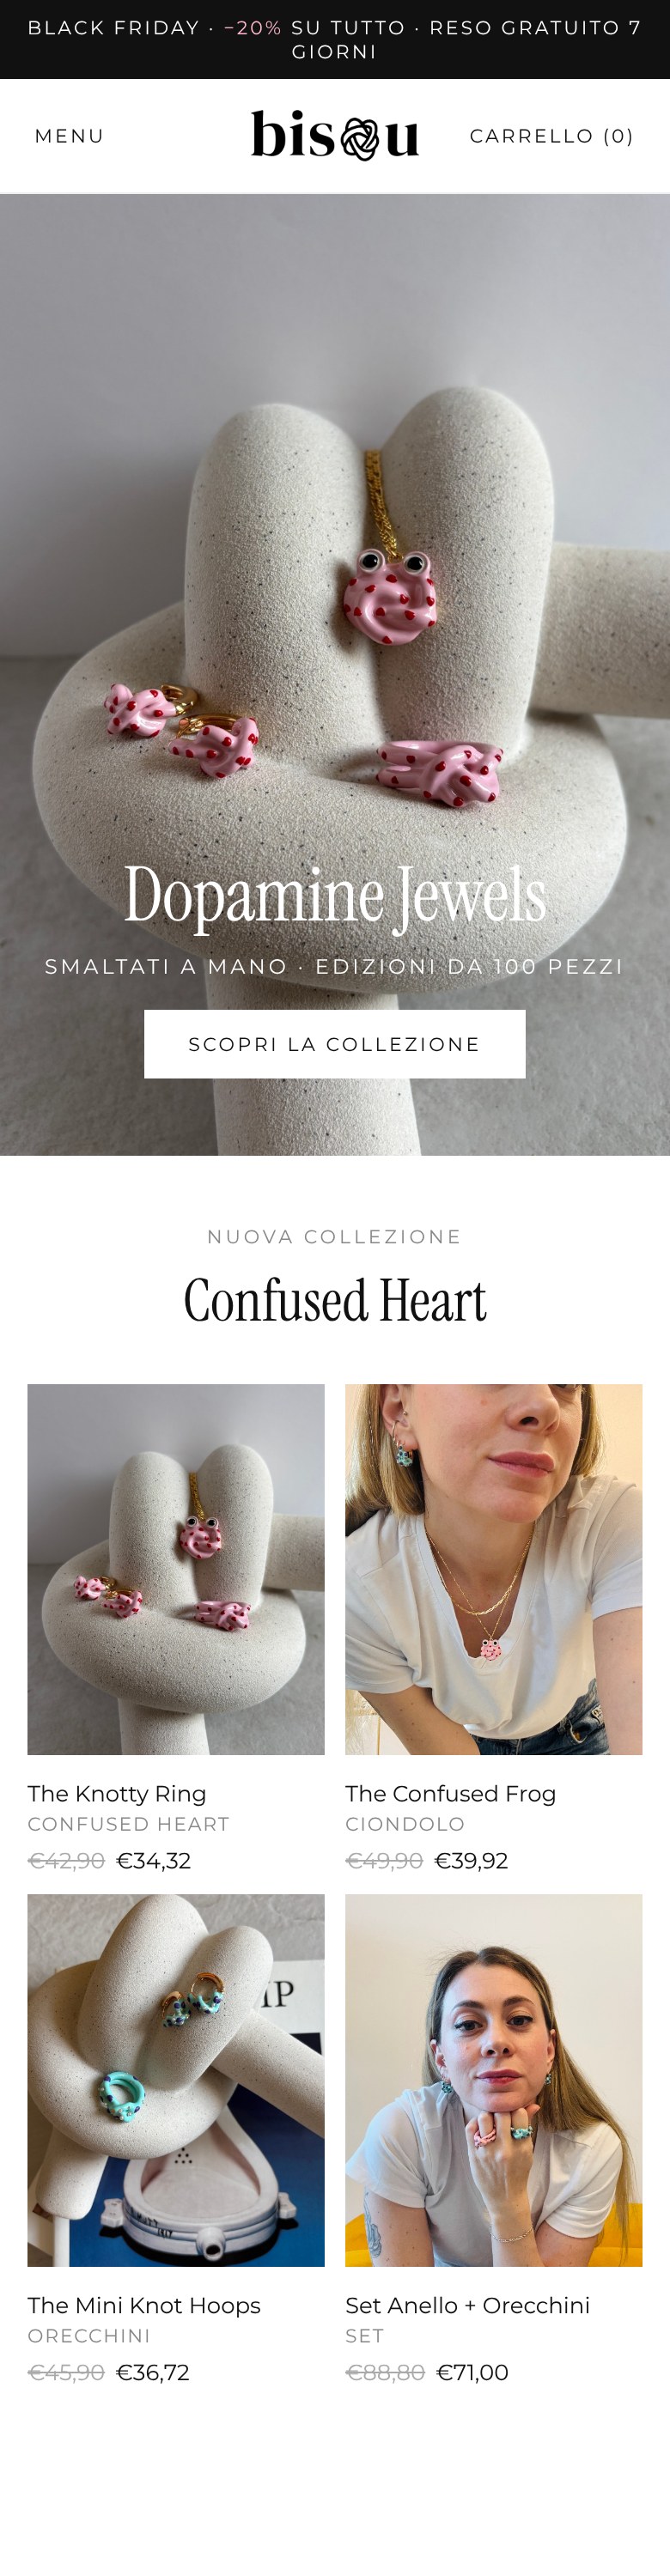 BLACK FRIDAY · −20% SU TUTTO · RESO GRATUITO 7
GIORNI
MENU
bisou
CARRELLO (0)
Dopamine Jewels
SMALTATI A MANO · EDIZIONI DA 100 PEZZI
SCOPRI LA COLLEZIONE
NUOVA COLLEZIONE
Confused Heart
The Knotty Ring
CONFUSED HEART
€42,90 €34,32
The Confused Frog
CIONDOLO
€49,90 €39,92
IP
The Mini Knot Hoops
ORECCHINI
€45,90 €36,72
Set Anello + Orecchini
SET
€88,80 €71,00